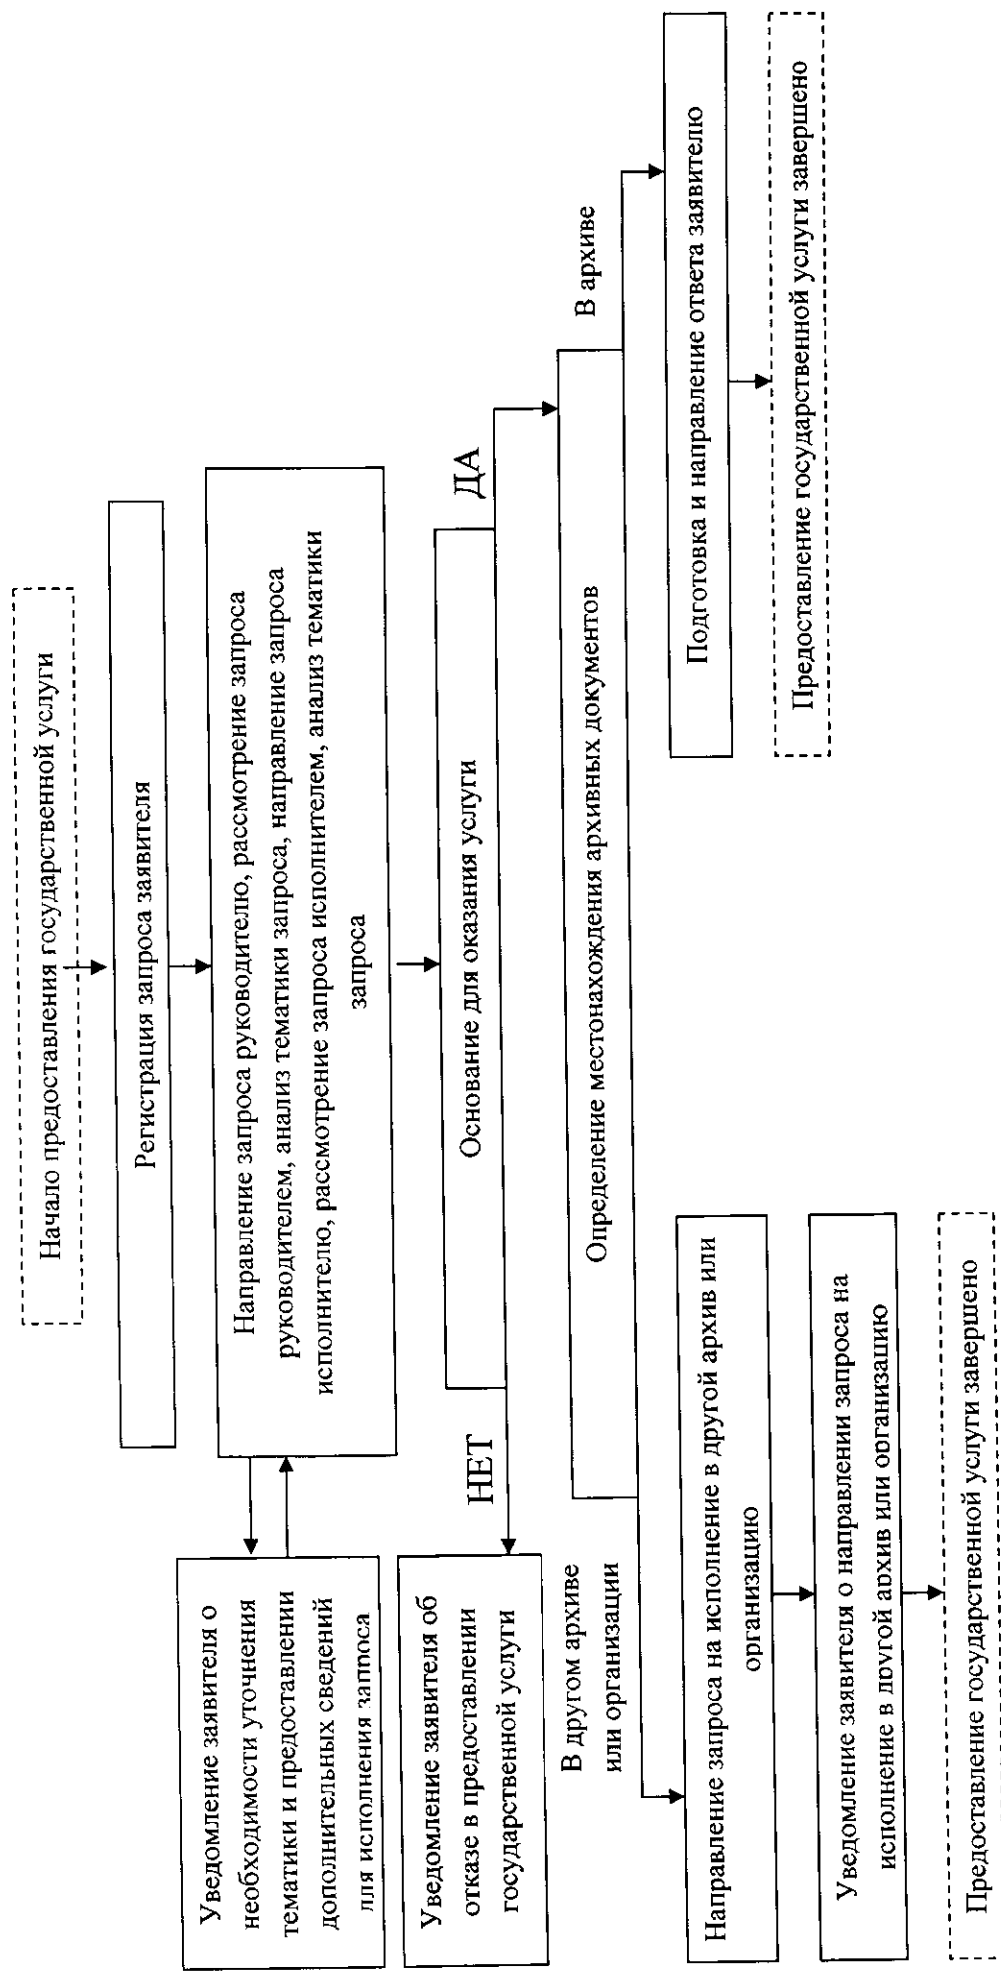 Начало предоставления государственной услуги
Регистрация запроса заявителя
Направление запроса руководителю, рассмотрение запроса
руководителем, анализ тематики запроса, направление запроса
исполнителю, рассмотрение запроса исполнителем, анализ тематики
запроса
Уведомление заявителя о
необходимости уточнения
тематики и предоставлении
дополнительных сведений
для исполнения запроса
Основание для оказания услуги
НЕТ
ДА
Уведомление заявителя об
отказе в предоставлении
государственной услуги
Определение местонахождения архивных документов
В другом архиве
или организации
В архиве
Направление запроса на исполнение в другой архив или
организацию
Подготовка и направление ответа заявителю
Уведомление заявителя о направлении запроса на
исполнение в другой архив или организацию
Предоставление государственной услуги завершено
Предоставление государственной услуги завершено